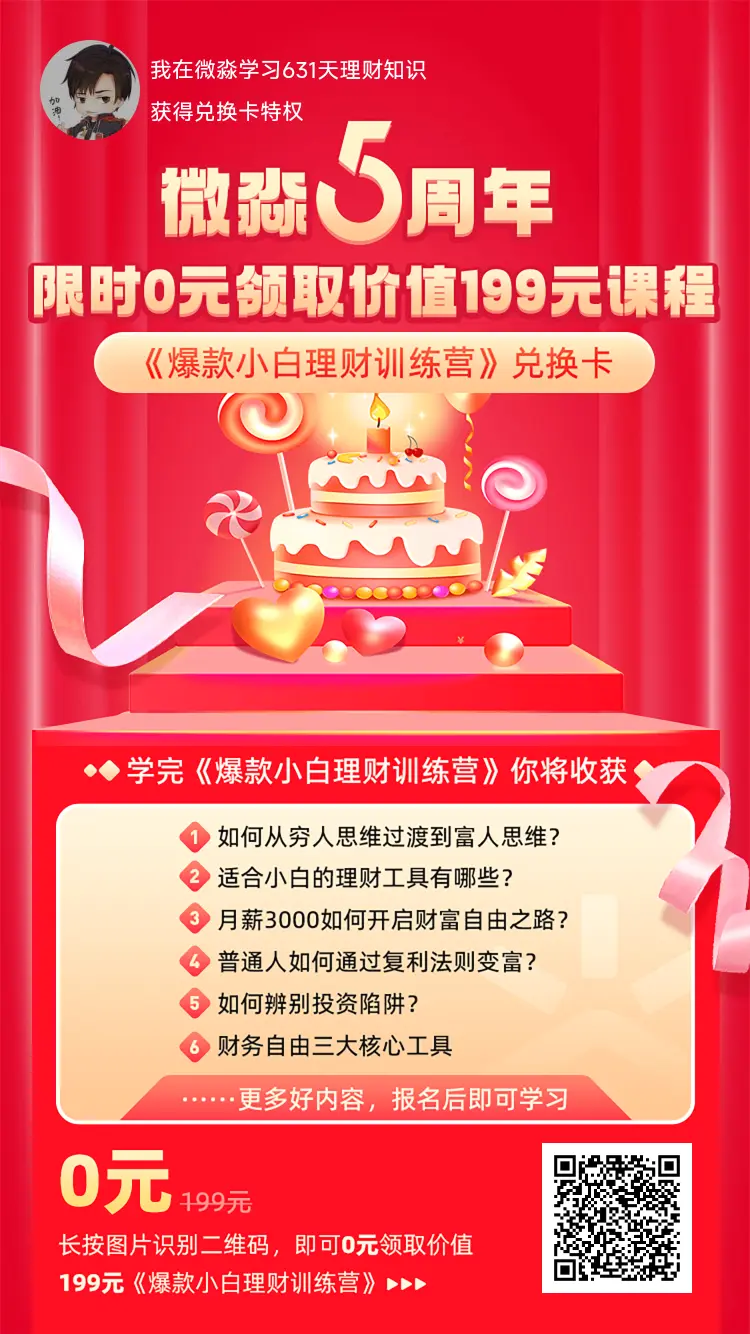 加油!
我在微淼学习631天理财知识
获得兑换卡特权
微淼5周年
限时0元领取价值199元课程
《爆款小白理财训练营》兑换卡
学完《爆款小白理财训练营》你将收获
1 如何从穷人思维过渡到富人思维?
2 适合小白的理财工具有哪些?
3 月薪3000如何开启财富自由之路?
4 普通人如何通过复利法则变富?
5 如何辨别投资陷阱?
6 财务自由三大核心工具
······更多好内容，报名后即可学习
0元 199元
长按图片识别二维码，即可0元领取价值
199元《爆款小白理财训练营》